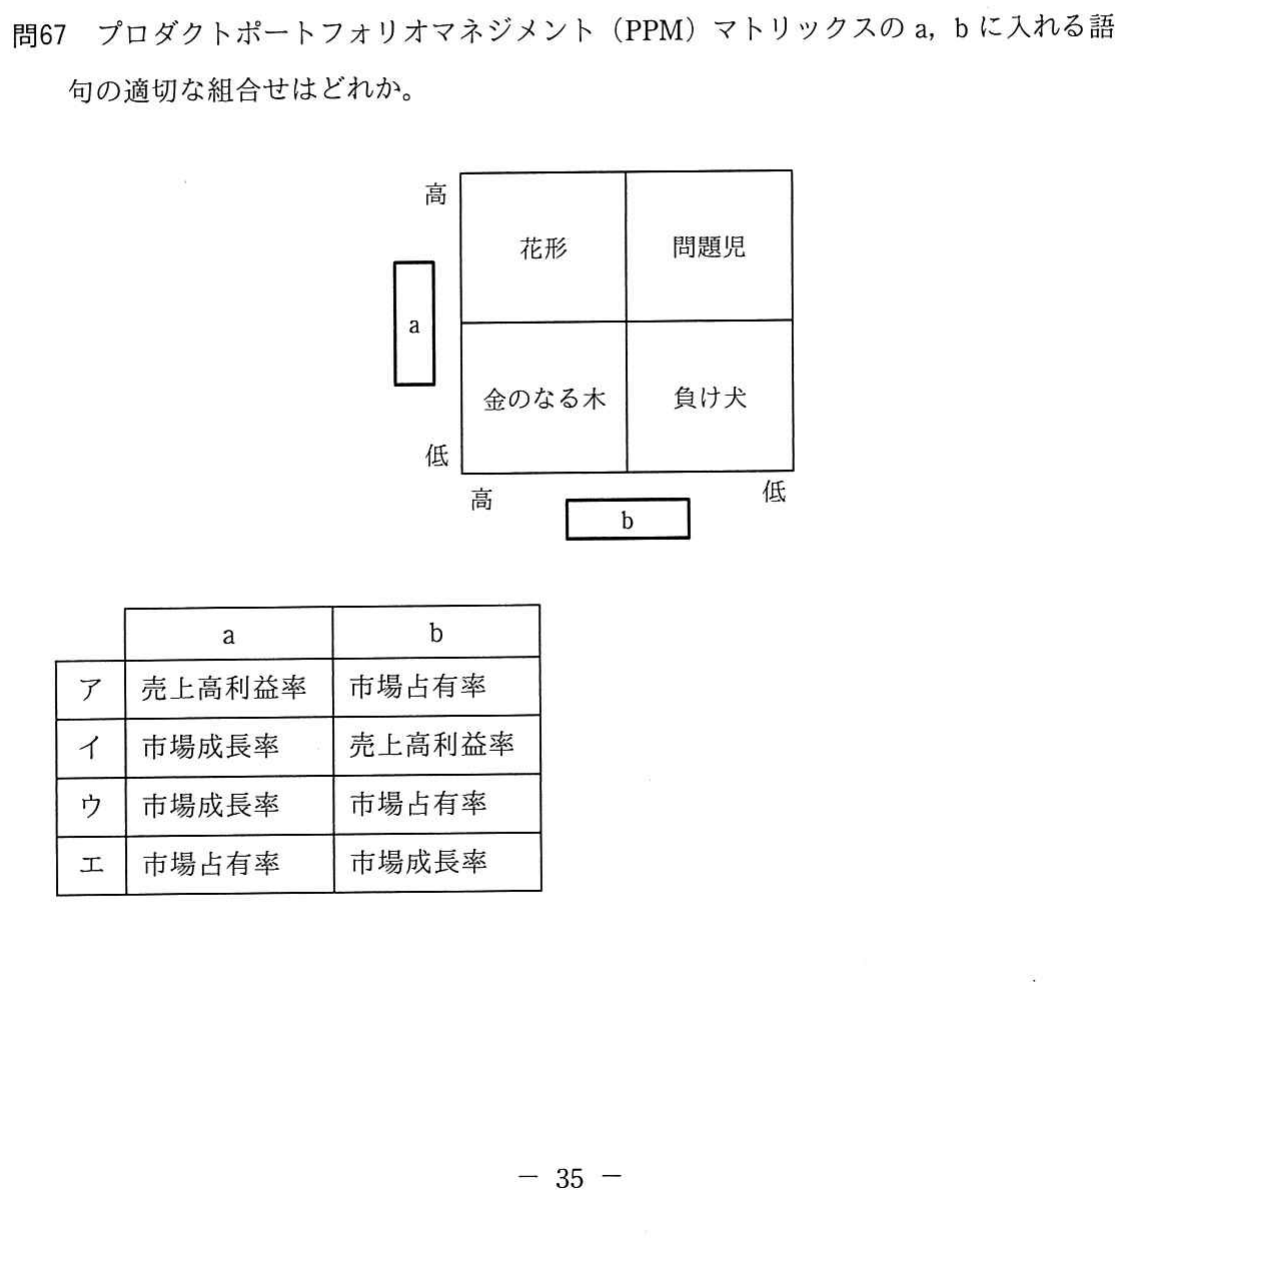 問67　プロダクトポートフォリオマネジメント（PPM）マトリックスの a，b に入れる語
句の適切な組合せはどれか。
高
花形
問題児
a
金のなる木
負け犬
低
高
低
b
a b
ア 売上高利益率 市場占有率
イ 市場成長率 売上高利益率
ウ 市場成長率 市場占有率
エ 市場占有率 市場成長率
－ 35 －